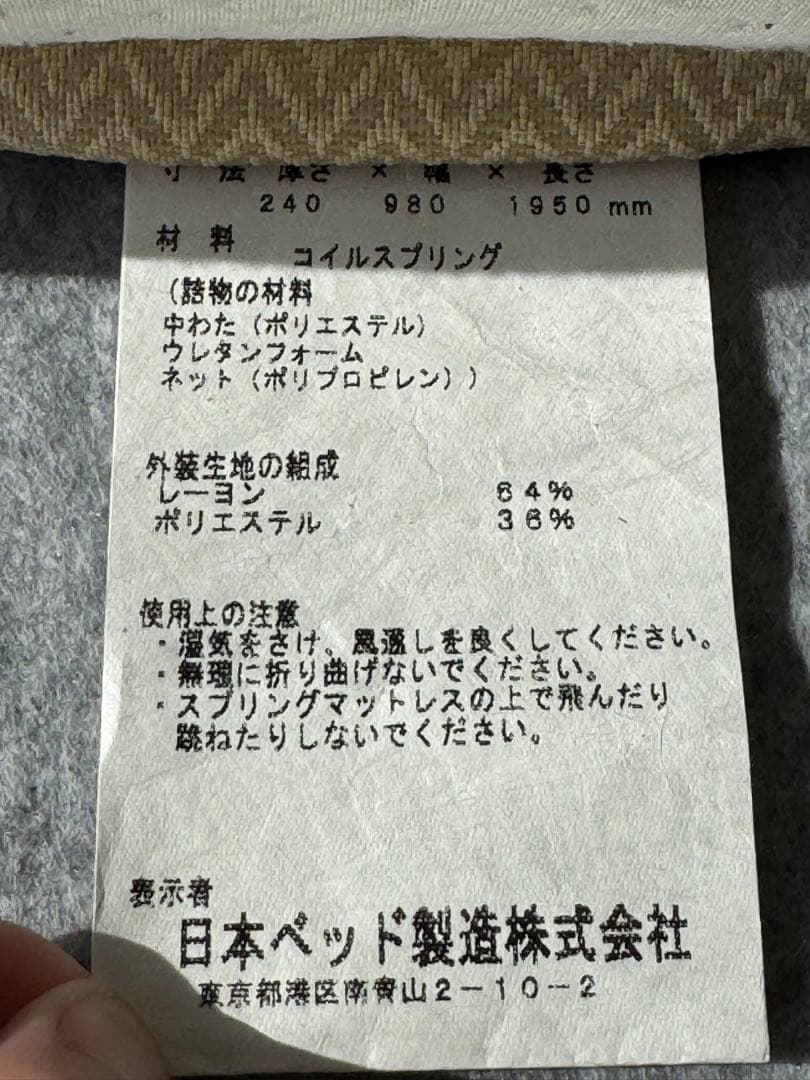 寸 法 厚さ × 幅 × 長さ
240 980 1950 mm
材 料 コイルスプリング
(詰物の材料
中わた(ポリエステル)
ウレタンフォーム
ネット(ポリプロピレン))
外装生地の組成
レーヨン 64%
ポリエステル 36%
使用上の注意
・湿気をさけ、風通しを良くしてください。
・無理に折り曲げないでください。
・スプリングマットレスの上で飛んだり
跳ねたりしないでください。
表示者
日本ベッド製造株式会社
東京都港区南青山2-10-2